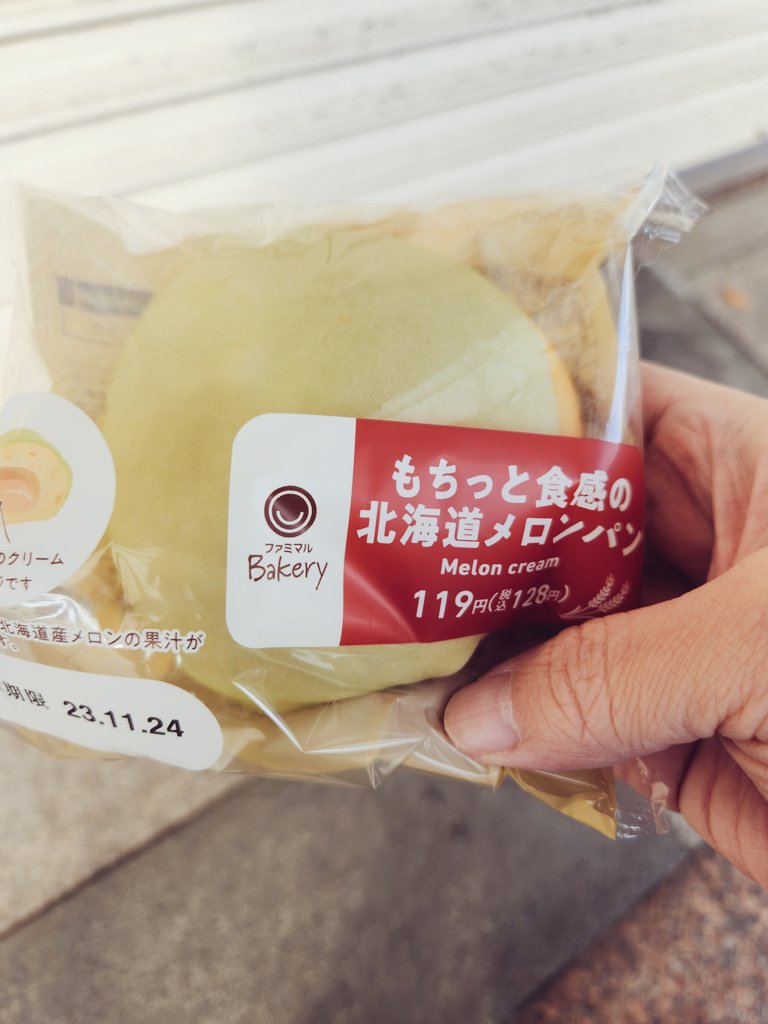 もちっと食感の
北海道メロンパン
Melon cream
119円(税込128円)
ファミマル
Bakery
のクリーム
です
北海道産メロンの果汁が
す。
期限 23.11.24